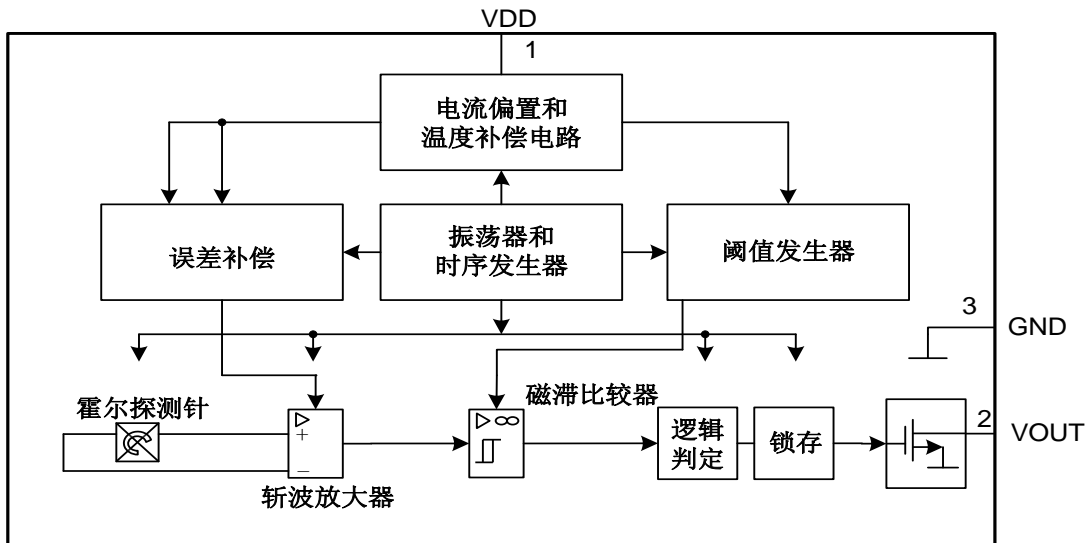 VDD
1
电流偏置和
温度补偿电路
误差补偿
振荡器和
时序发生器
阈值发生器
3
GND
霍尔探测针
磁滞比较器
+
−
斩波放大器
∞
逻辑
判定
锁存
2
VOUT